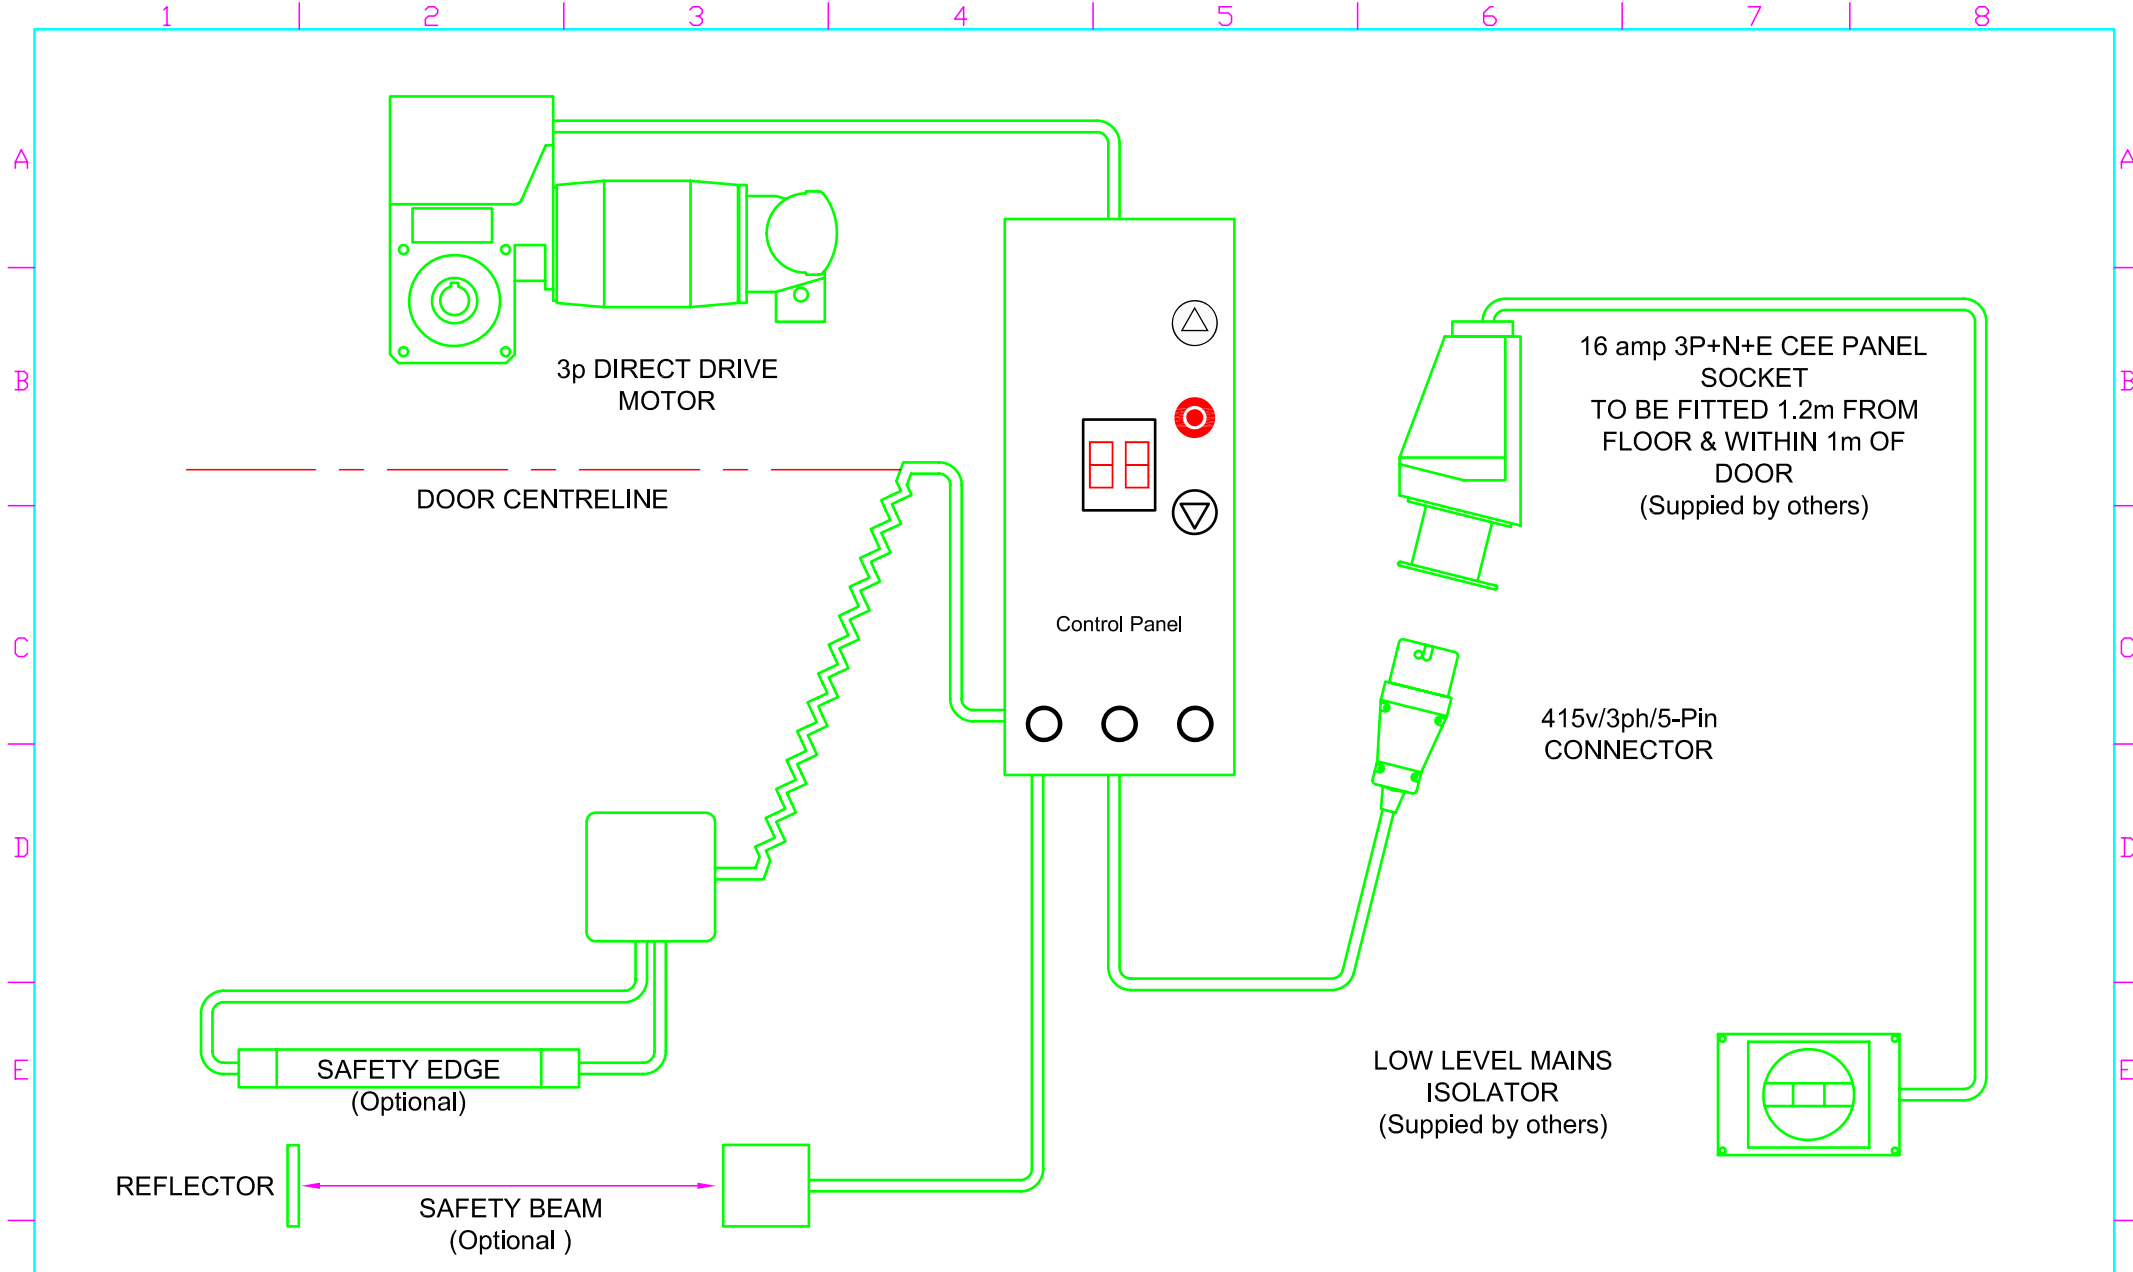 1 2 3 4 5 6 7 8
A A
3p DIRECT DRIVE
MOTOR
B B
16 amp 3P+N+E CEE PANEL
SOCKET
TO BE FITTED 1.2m FROM
FLOOR & WITHIN 1m OF
DOOR
(Suppied by others)
DOOR CENTRELINE
Control Panel
C C
415v/3ph/5-Pin
CONNECTOR
D D
E E
SAFETY EDGE
(Optional)
LOW LEVEL MAINS
ISOLATOR
(Suppied by others)
REFLECTOR
SAFETY BEAM
(Optional )